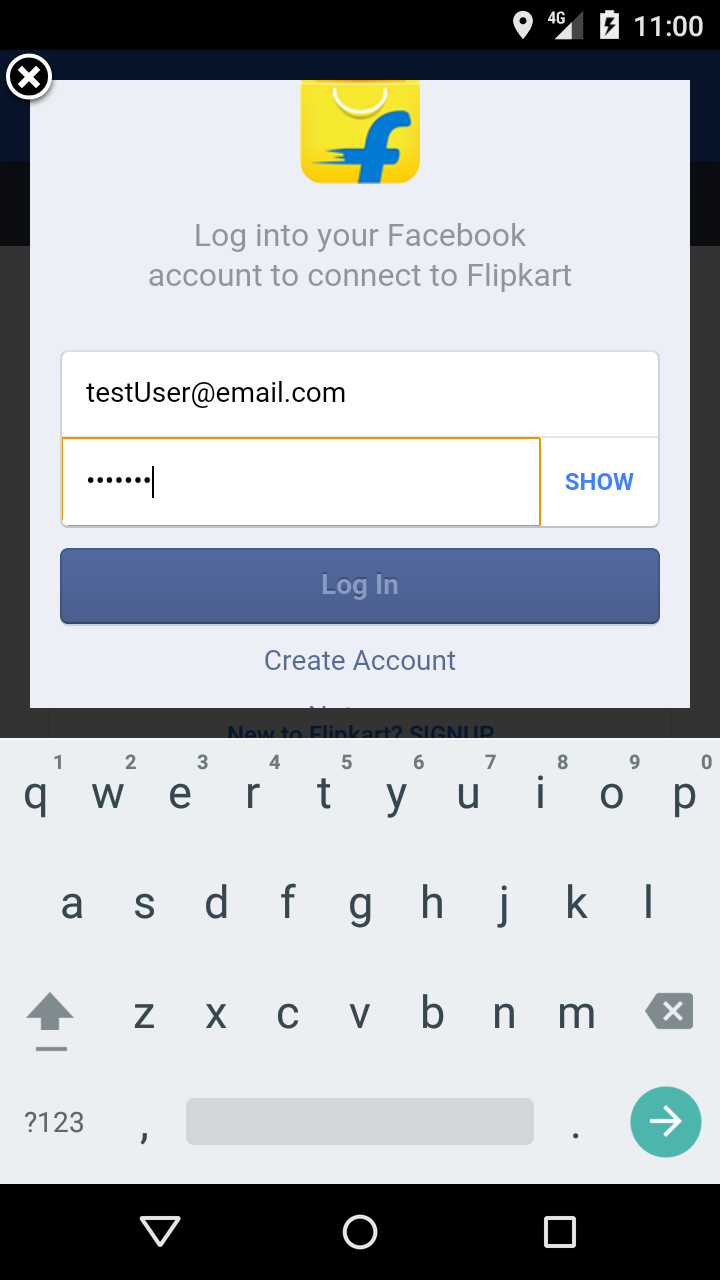 4G 11:00
Log into your Facebook
account to connect to Flipkart
testUser@email.com
•••••••
SHOW
Log In
Create Account
New to Flipkart? SIGNUP
1 2 3 4 5 6 7 8 9 0
q w e r t y u i o p
a s d f g h j k l
z x c v b n m
?123 , .